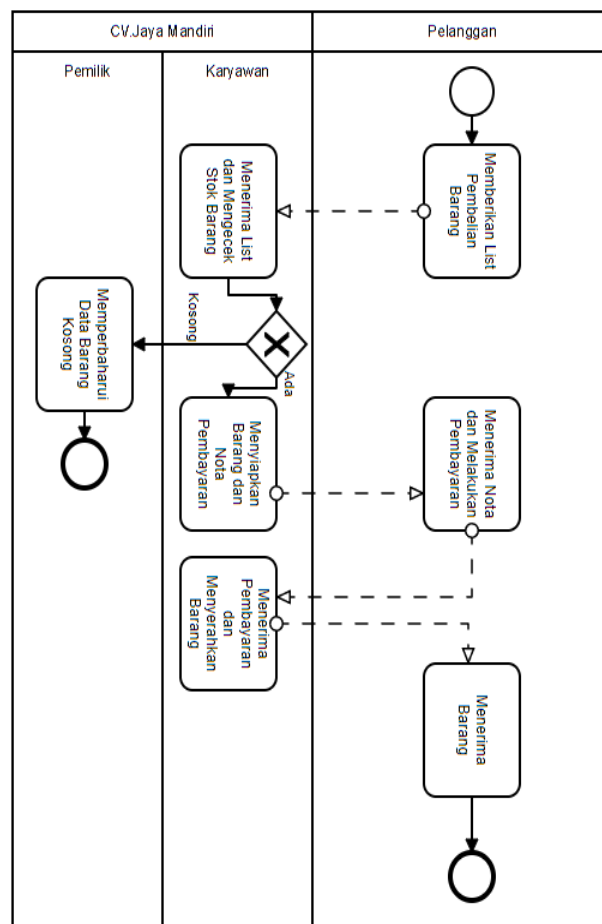 CV.Jaya Mandiri
Pelanggan
Pemilik
Karyawan
Memberikan List
Pembelian
Barang
Menerima List
dan Mengecek
Stok Barang
Kosong
Ada
Memperbaharui
Data Barang
Kosong
Menyiapkan
Barang dan
Nota
Pembayaran
Menerima Nota
dan Melakukan
Pembayaran
Menerima
Pembayaran
dan
Menyerahkan
Barang
Menerima
Barang